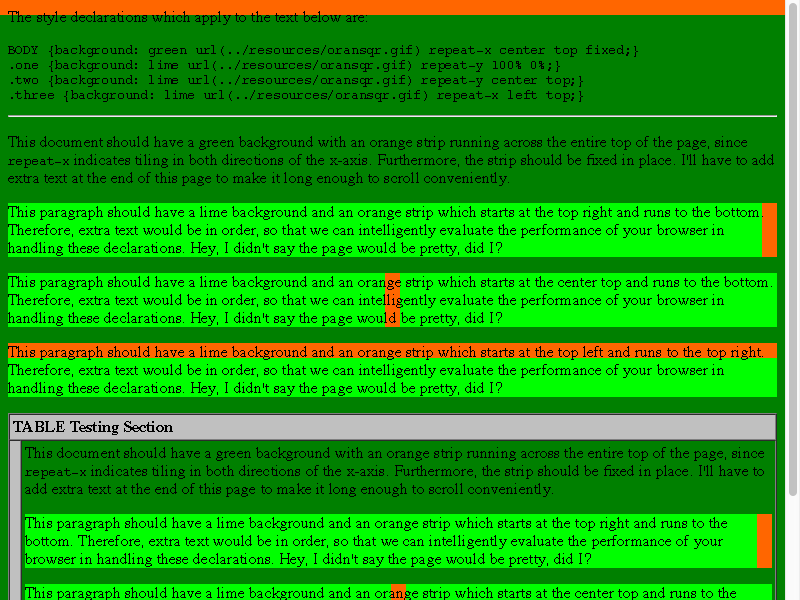 The style declarations which apply to the text below are:
BODY {background: green url(../resources/oransqr.gif) repeat-x center top fixed;}
.one {background: lime url(../resources/oransqr.gif) repeat-y 100% 0%;}
.two {background: lime url(../resources/oransqr.gif) repeat-y center top;}
.three {background: lime url(../resources/oransqr.gif) repeat-x left top;}
This document should have a green background with an orange strip running across the entire top of the page, since
repeat-x indicates tiling in both directions of the x-axis. Furthermore, the strip should be fixed in place. I'll have to add
extra text at the end of this page to make it long enough to scroll conveniently.
This paragraph should have a lime background and an orange strip which starts at the top right and runs to the bottom.
Therefore, extra text would be in order, so that we can intelligently evaluate the performance of your browser in
handling these declarations. Hey, I didn't say the page would be pretty, did I?
This paragraph should have a lime background and an orange strip which starts at the center top and runs to the bottom.
Therefore, extra text would be in order, so that we can intelligently evaluate the performance of your browser in
handling these declarations. Hey, I didn't say the page would be pretty, did I?
This paragraph should have a lime background and an orange strip which starts at the top left and runs to the top right.
Therefore, extra text would be in order, so that we can intelligently evaluate the performance of your browser in
handling these declarations. Hey, I didn't say the page would be pretty, did I?
TABLE Testing Section
This document should have a green background with an orange strip running across the entire top of the page, since
repeat-x indicates tiling in both directions of the x-axis. Furthermore, the strip should be fixed in place. I'll have to
add extra text at the end of this page to make it long enough to scroll conveniently.
This paragraph should have a lime background and an orange strip which starts at the top right and runs to the
bottom. Therefore, extra text would be in order, so that we can intelligently evaluate the performance of your
browser in handling these declarations. Hey, I didn't say the page would be pretty, did I?
This paragraph should have a lime background and an orange strip which starts at the center top and runs to the